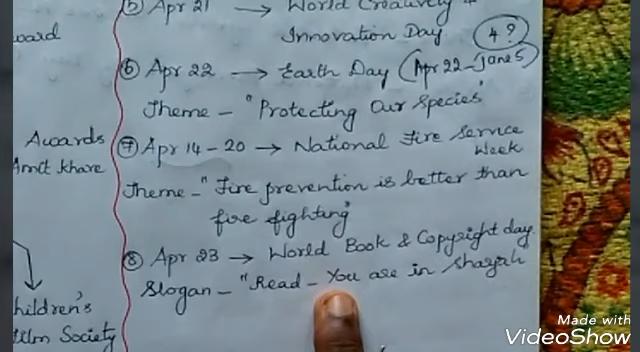 oard
Awards
Amit Khare
hildren's
Film Society
⑤ Apr 21 → World Creativity &
Innovation Day
4?
⑥ Apr 22 → Earth Day (Apr 22 - June 5)
Theme - "Protecting Our Species"
⑦ Apr 14 - 20 → National Fire Service
Week
Theme - "Fire prevention is better than
fire fighting"
⑧ Apr 23 → World Book & Copyright day.
Slogan - "Read - You are in Sharjah
Made with
VideoShow